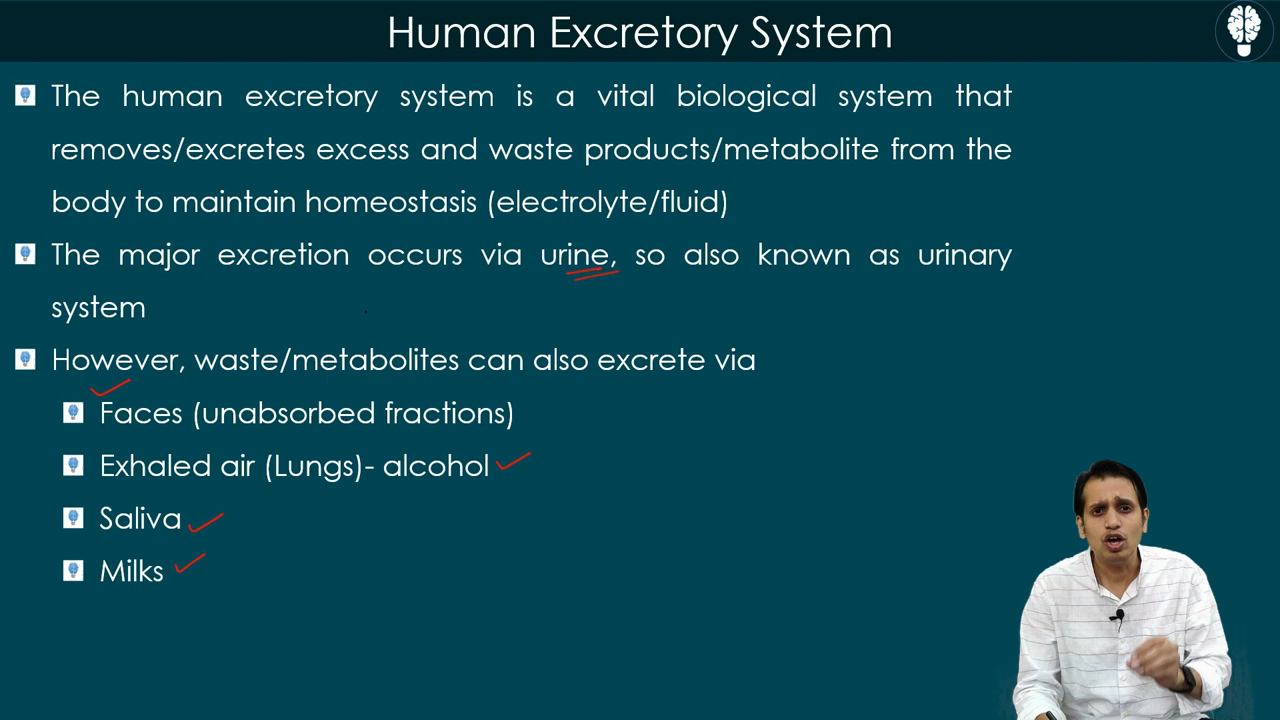 Human Excretory System
The human excretory system is a vital biological system that
removes/excretes excess and waste products/metabolite from the
body to maintain homeostasis (electrolyte/fluid)
The major excretion occurs via urine, so also known as urinary
system
However, waste/metabolites can also excrete via
Faces (unabsorbed fractions)
Exhaled air (Lungs)- alcohol
Saliva
Milks